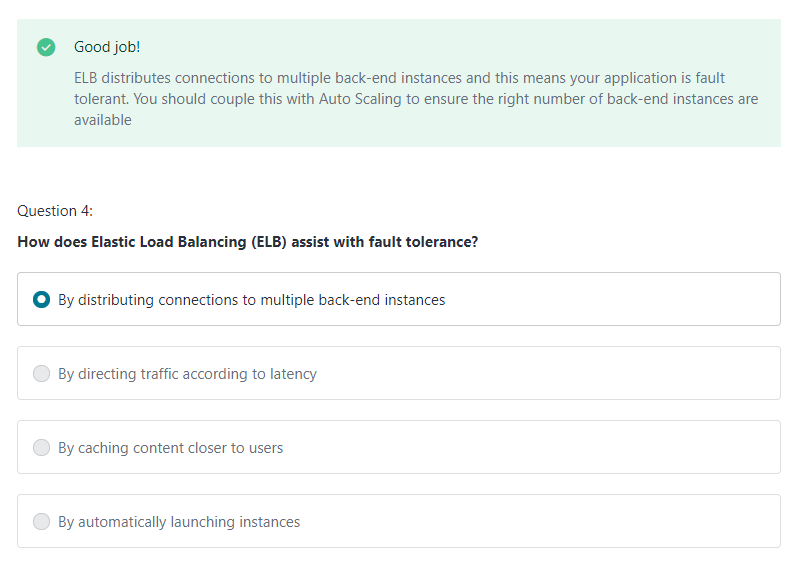 Good job!
ELB distributes connections to multiple back-end instances and this means your application is fault
tolerant. You should couple this with Auto Scaling to ensure the right number of back-end instances are
available
Question 4:
How does Elastic Load Balancing (ELB) assist with fault tolerance?
By distributing connections to multiple back-end instances
By directing traffic according to latency
By caching content closer to users
By automatically launching instances